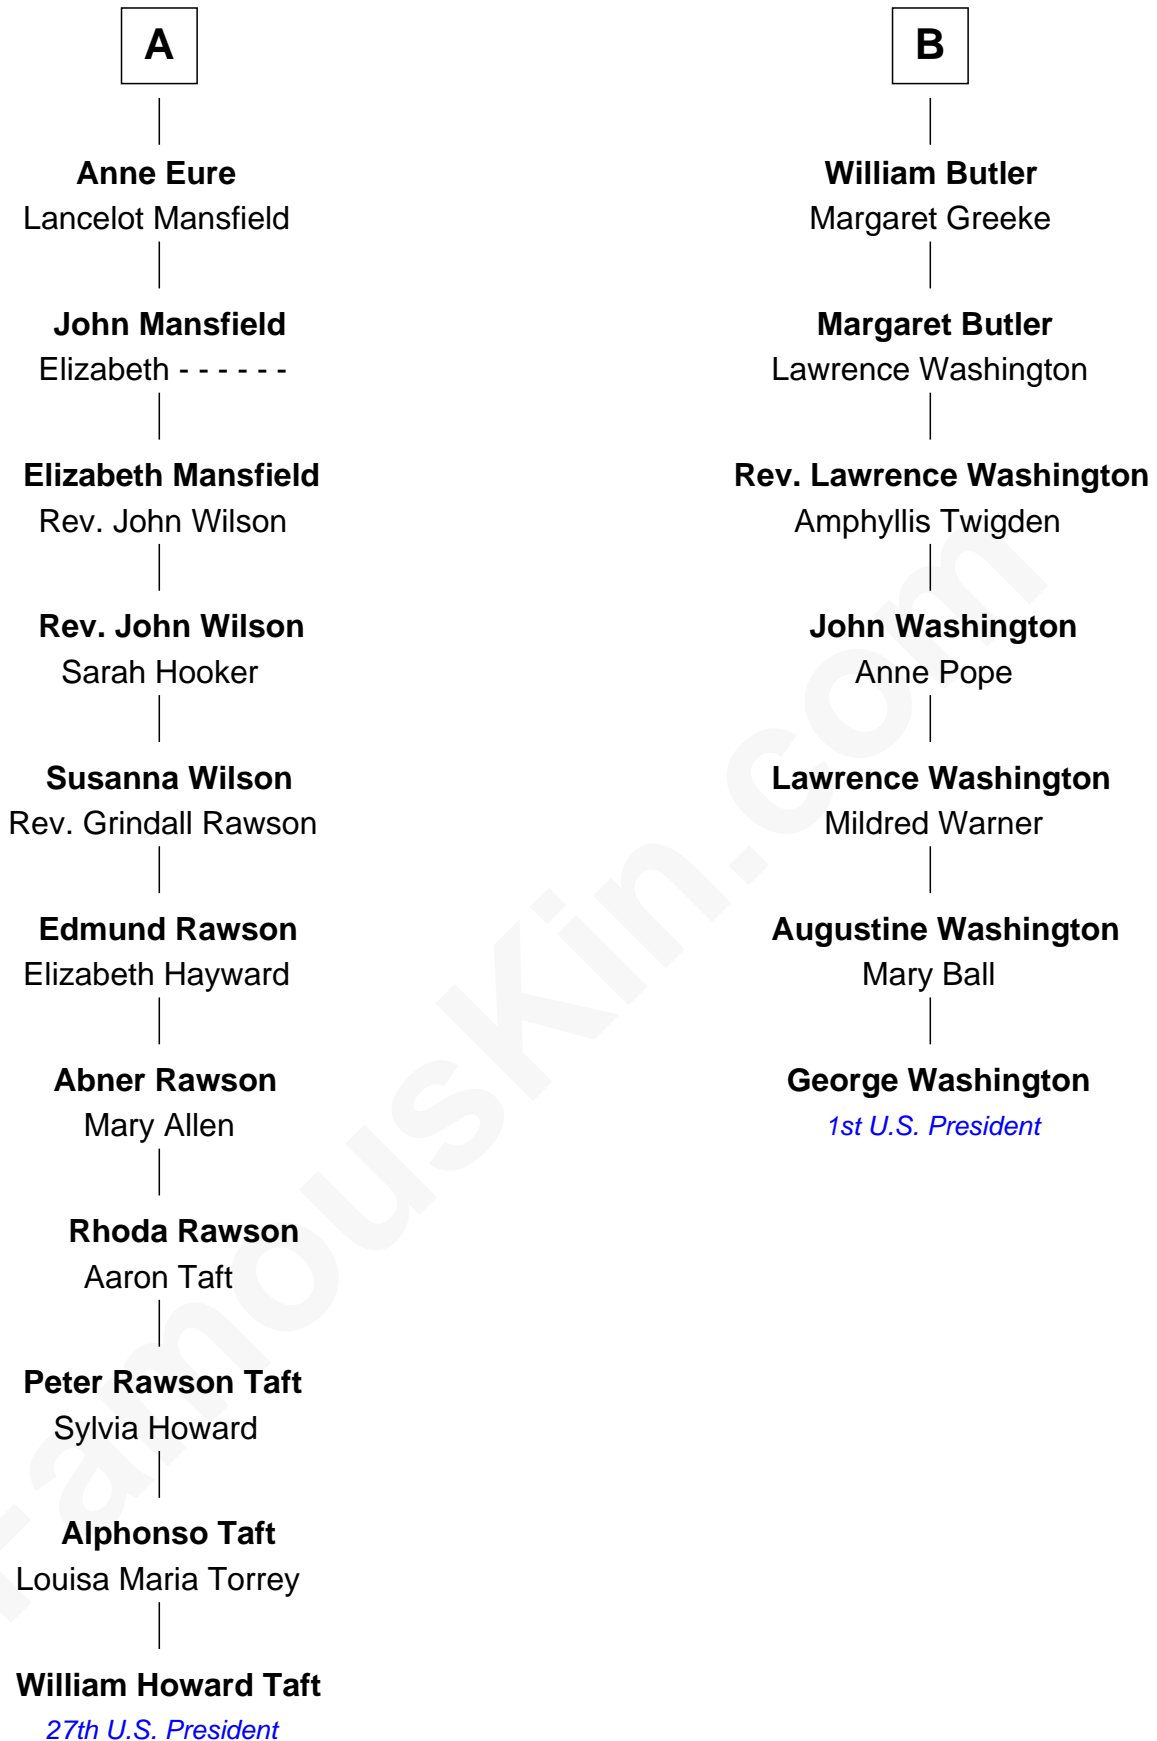 A
Anne Eure
Lancelot Mansfield
John Mansfield
Elizabeth - - - - - -
Elizabeth Mansfield
Rev. John Wilson
Rev. John Wilson
Sarah Hooker
Susanna Wilson
Rev. Grindall Rawson
Edmund Rawson
Elizabeth Hayward
Abner Rawson
Mary Allen
Rhoda Rawson
Aaron Taft
Peter Rawson Taft
Sylvia Howard
Alphonso Taft
Louisa Maria Torrey
William Howard Taft
27th U.S. President
B
William Butler
Margaret Greeke
Margaret Butler
Lawrence Washington
Rev. Lawrence Washington
Amphyllis Twigden
John Washington
Anne Pope
Lawrence Washington
Mildred Warner
Augustine Washington
Mary Ball
George Washington
1st U.S. President
FamousKin.com